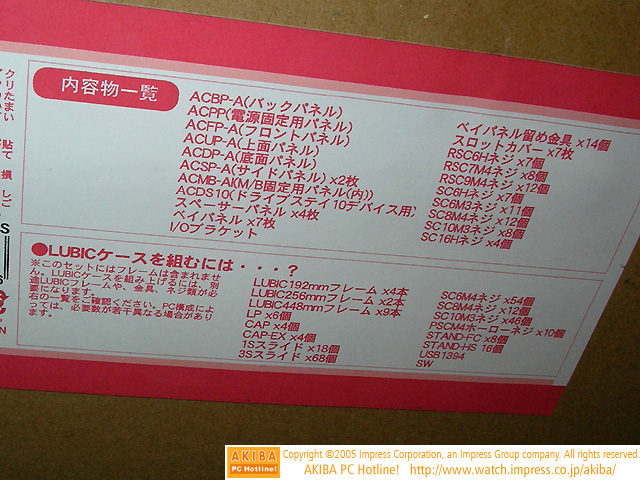 内容物一覧
ACBP-A(バックパネル)
ACPP(電源固定用パネル)
ACFP-A(フロントパネル)
ACUP-A(上面パネル)
ACDP-A(底面パネル)
ACSP-A(サイドパネル) x2枚
ACMB-AI(M/B固定用パネル(内))
ACDS10(ドライブステイ10デバイス用)
スペーサーパネル x4枚
ベイパネル x7枚
I/Oブラケット
ベイパネル留め金具 x14個
スロットカバー x7枚
RSC6Hネジ x7個
RSC7M4ネジ x8個
RSC9M4ネジ x12個
SC6Hネジ x7個
SC6M3ネジ x11個
SC8M4ネジ x12個
SC10M3ネジ x8個
SC16Hネジ x4個
●LUBICケースを組むには・・・?
※このセットにはフレームは含まれませ
ん。LUBICケースを組み上げるには、別
途LUBICフレームや、金具、ネジ類が必
要になります。
右の一覧をご確認ください。PC構成によ
っては、必要数が若干異なる場合があり
ます。
LUBIC192mmフレーム x4本
LUBIC256mmフレーム x2本
LUBIC448mmフレーム x9本
LP x6個
CAP x4個
CAP-EX x4個
1Sスライド x18個
3Sスライド x68個
SC6M4ネジ x54個
SC8M4ネジ x12個
SC10M3ネジ x46個
PSCM4ホーローネジ x10個
STAND-FC x8個
STAND-HS 16個
USB1394
SW
AKIBA
PC Hotline!
Copyright ©2005 Impress Corporation, an Impress Group company. All rights reserved.
AKIBA PC Hotline! http://www.watch.impress.co.jp/akiba/